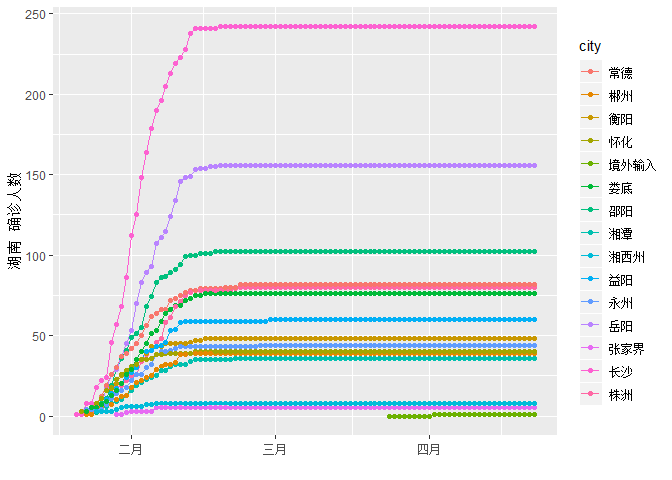 250
200
150
100
50
0
湖南 确诊人数
二月
三月
四月
city
常德
郴州
衡阳
怀化
境外输入
娄底
邵阳
湘潭
湘西州
益阳
永州
岳阳
张家界
长沙
株洲